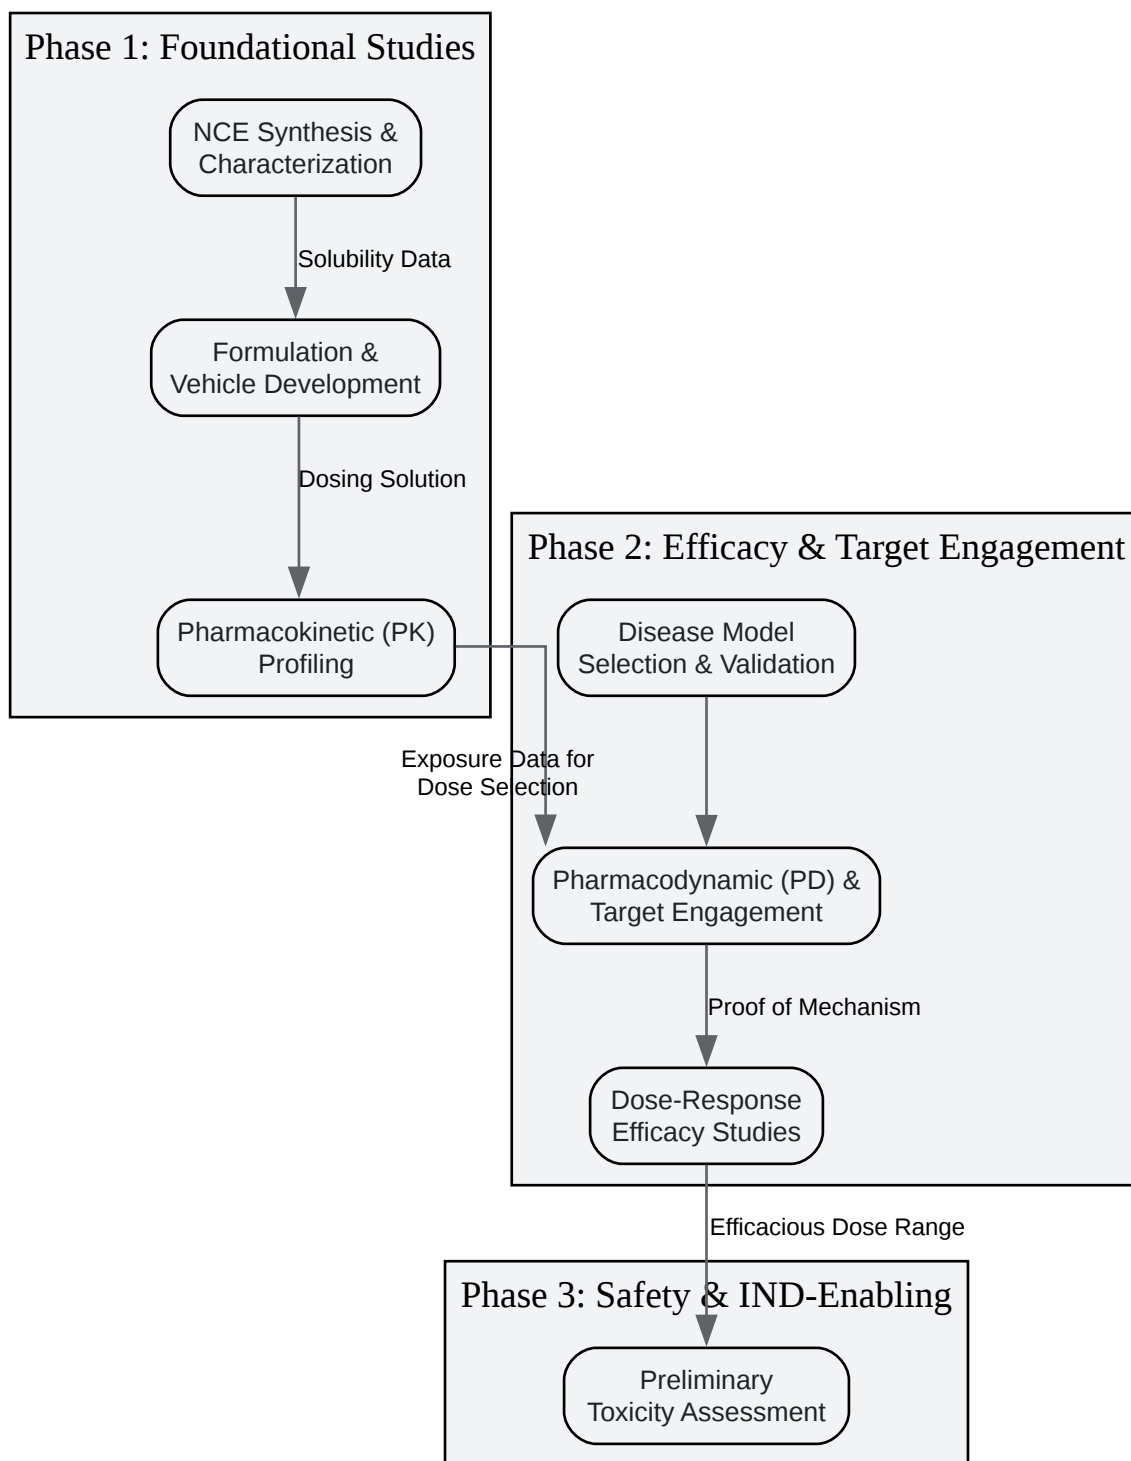 Phase 1: Foundational Studies
NCE Synthesis &
Characterization
Solubility Data
Formulation &
Vehicle Development
Dosing Solution
Pharmacokinetic (PK)
Profiling
Phase 2: Efficacy & Target Engagement
Disease Model
Selection & Validation
Exposure Data for
Dose Selection
Pharmacodynamic (PD) &
Target Engagement
Proof of Mechanism
Dose-Response
Efficacy Studies
Efficacious Dose Range
Phase 3: Safety & IND-Enabling
Preliminary
Toxicity Assessment